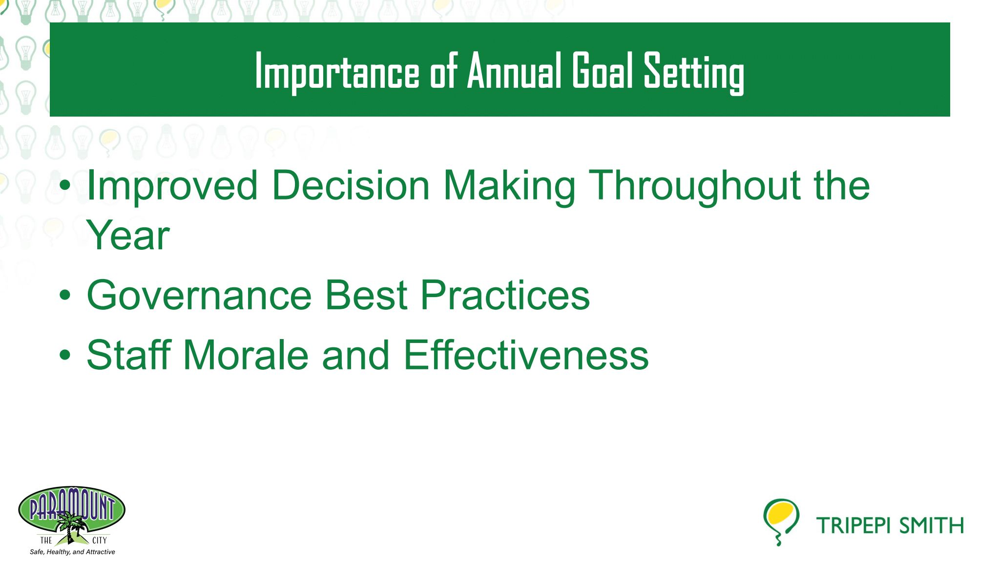 Importance of Annual Goal Setting
• Improved Decision Making Throughout the
Year
• Governance Best Practices
• Staff Morale and Effectiveness
PARAMOUNT
THE CITY
Safe, Healthy, and Attractive
TRIPEPI SMITH